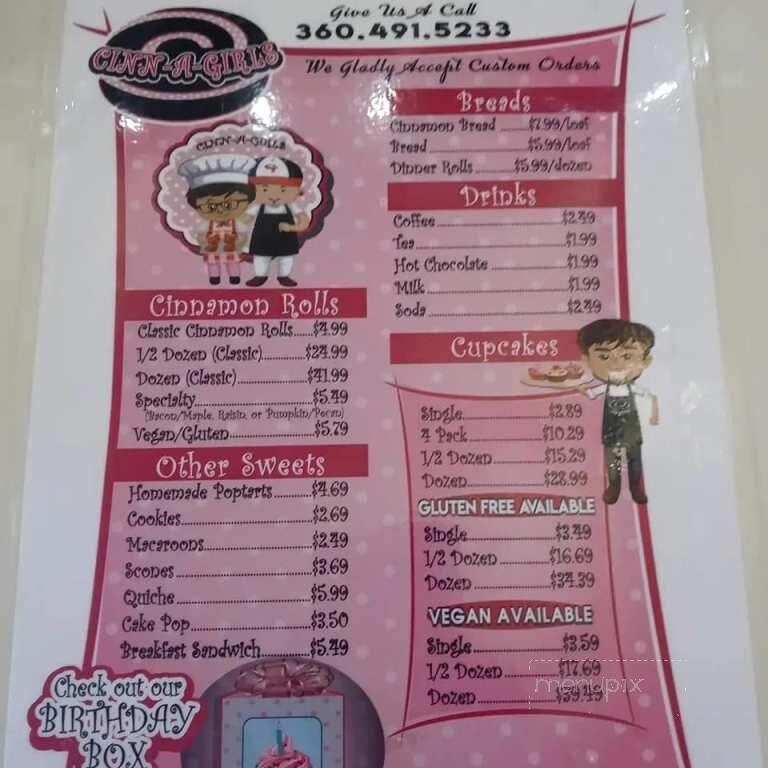 CINN-A-GIRLS
Give Us A Call
360.491.5233
We Gladly Accept Custom Orders
CINN-A-GIRLS
Cinnamon Rolls
Classic Cinnamon Rolls.....$4.99
1/2 Dozen (Classic)............$24.99
Dozen (Classic)....................$41.99
Specialty..............................$5.49
(Bacon/Maple, Raisin, or Pumpkin/Pecan)
Vegan/Gluten.....................$5.79
Other Sweets
Homemade Poptarts.........$4.69
Cookies................................$2.69
Macaroons..........................$2.49
Scones.................................$3.69
Quiche.................................$5.99
Cake Pop.............................$3.50
Breakfast Sandwich............$5.49
Check out our
BIRTHDAY
BOX
Breads
Cinnamon Bread.......$7.99/loaf
Bread..........................$5.99/loaf
Dinner Rolls..........$5.99/dozen
Drinks
Coffee.............................$2.49
Tea..................................$1.99
Hot Chocolate.................$1.99
Milk.................................$1.99
Soda................................$2.49
Cupcakes
Single.........................$2.89
4 Pack......................$10.29
1/2 Dozen................$15.29
Dozen......................$28.99
GLUTEN FREE AVAILABLE
Single.........................$3.49
1/2 Dozen................$16.69
Dozen......................$34.39
VEGAN AVAILABLE
Single.........................$3.59
1/2 Dozen................$17.69
Dozen......................$39.49
menupix